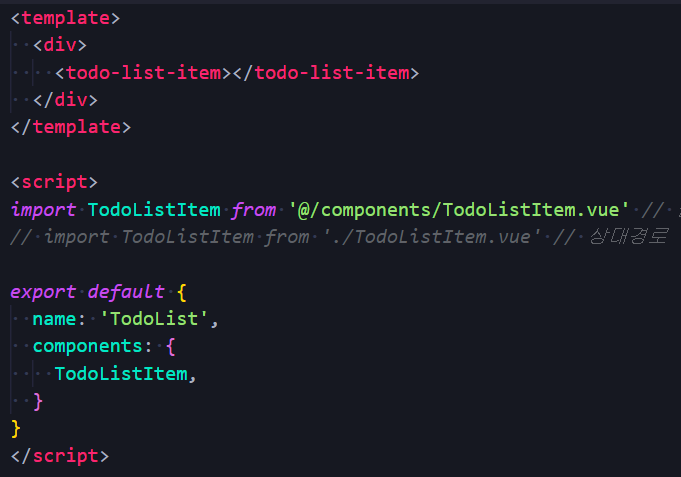 <template>
  <div>
    <todo-list-item></todo-list-item>
  </div>
</template>

<script>
import TodoListItem from '@/components/TodoListItem.vue' //
// import TodoListItem from './TodoListItem.vue' // 상대경로

export default {
  name: 'TodoList',
  components: {
    TodoListItem,
  }
}
</script>